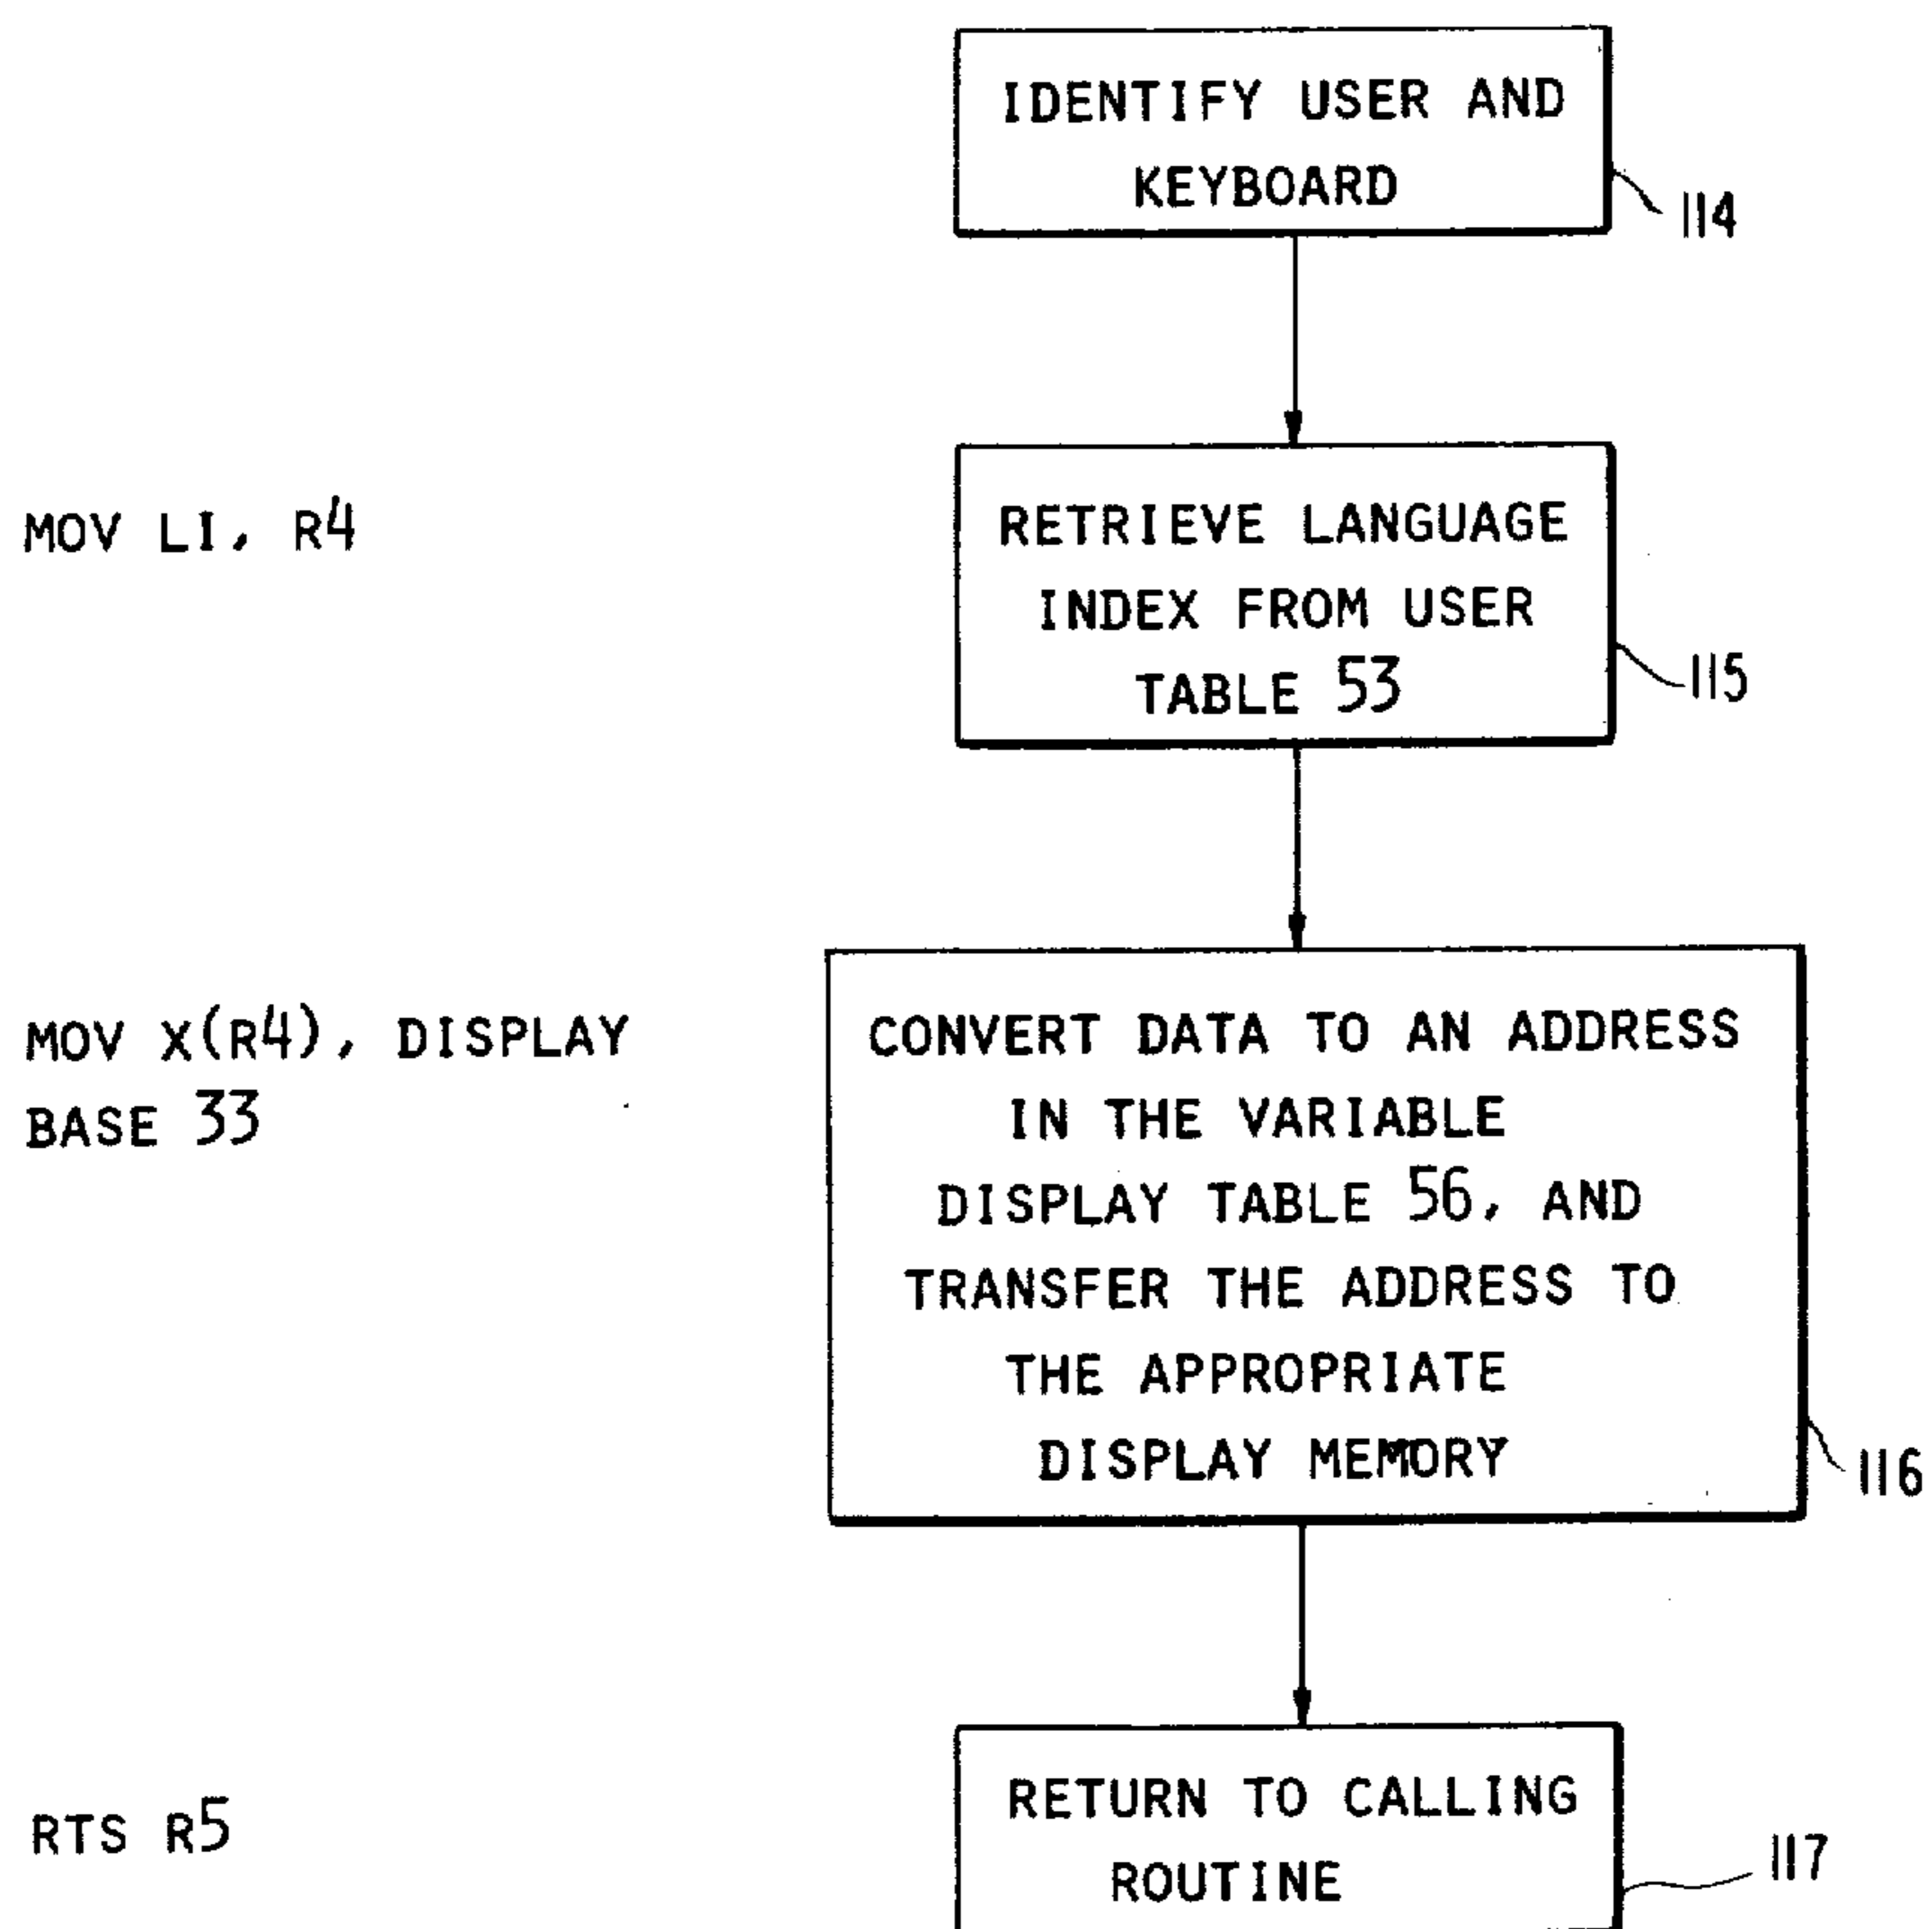 IDENTIFY USER AND
KEYBOARD
114
MOV LI, R4
RETRIEVE LANGUAGE
INDEX FROM USER
TABLE 53
115
MOV X(R4), DISPLAY
BASE 33
CONVERT DATA TO AN ADDRESS
IN THE VARIABLE
DISPLAY TABLE 56, AND
TRANSFER THE ADDRESS TO
THE APPROPRIATE
DISPLAY MEMORY
116
RTS R5
RETURN TO CALLING
ROUTINE
117